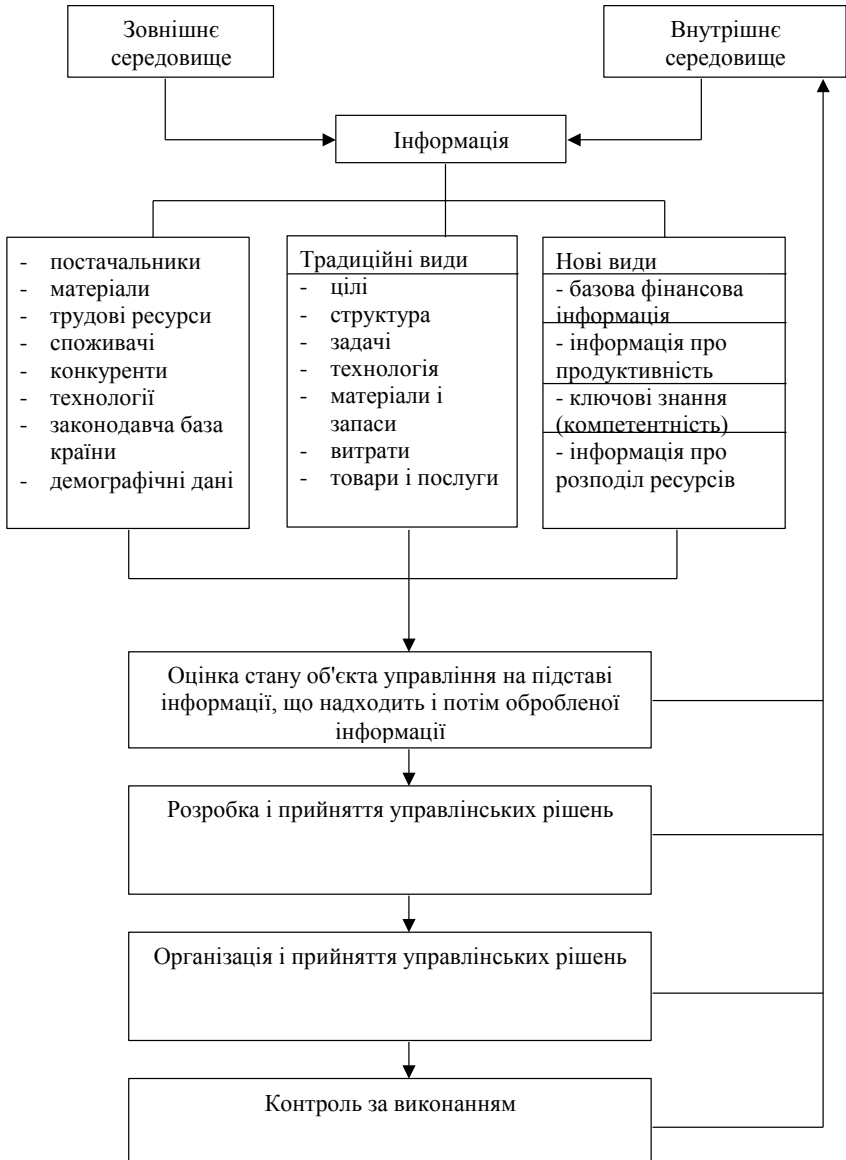 Зовнішнє
середовище
Внутрішнє
середовище
Інформація
- постачальники
- матеріали
- трудові ресурси
- споживачі
- конкуренти
- технології
- законодавча база
країни
- демографічні дані
Традиційні види
- цілі
- структура
- задачі
- технологія
- матеріали і
запаси
- витрати
- товари і послуги
Нові види
- базова фінансова
інформація
- інформація про
продуктивність
- ключові знання
(компетентність)
- інформація про
розподіл ресурсів
Оцінка стану об'єкта управління на підставі
інформації, що надходить і потім обробленої
інформації
Розробка і прийняття управлінських рішень
Організація і прийняття управлінських рішень
Контроль за виконанням